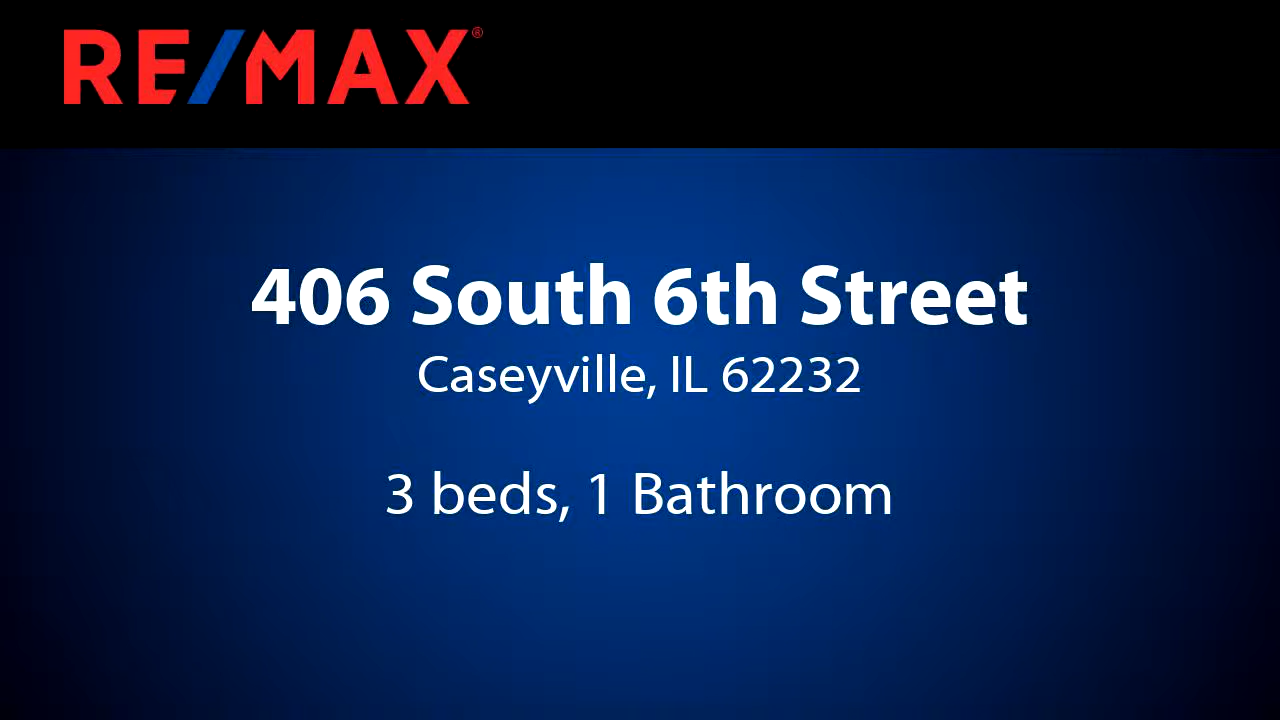 RE/MAX®
406 South 6th Street
Caseyville, IL 62232
3 beds, 1 Bathroom